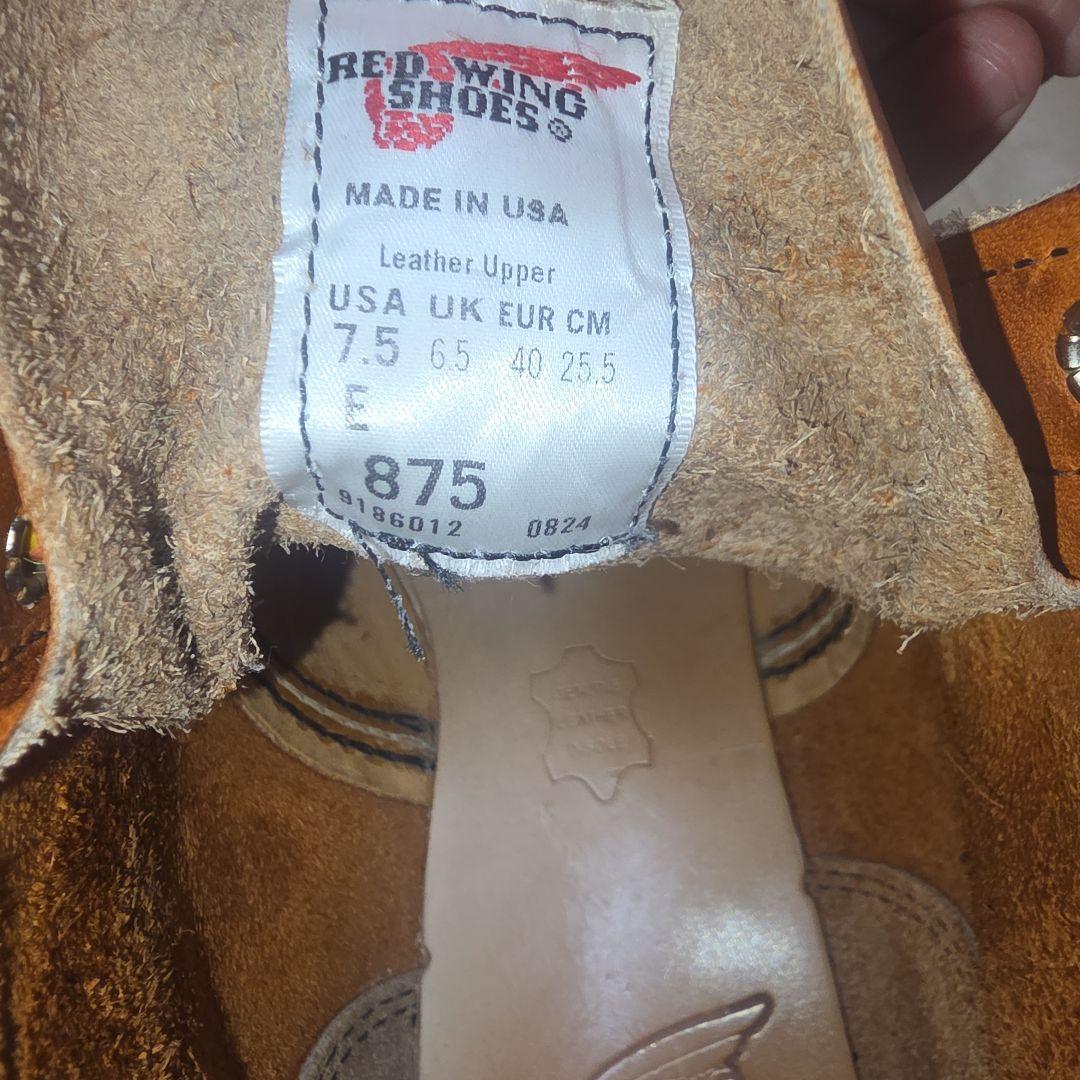 RED WING
SHOES ®
MADE IN USA
Leather Upper
USA UK EUR CM
7.5 6.5 40 25.5
E
875
9186012 0824
LEATHER